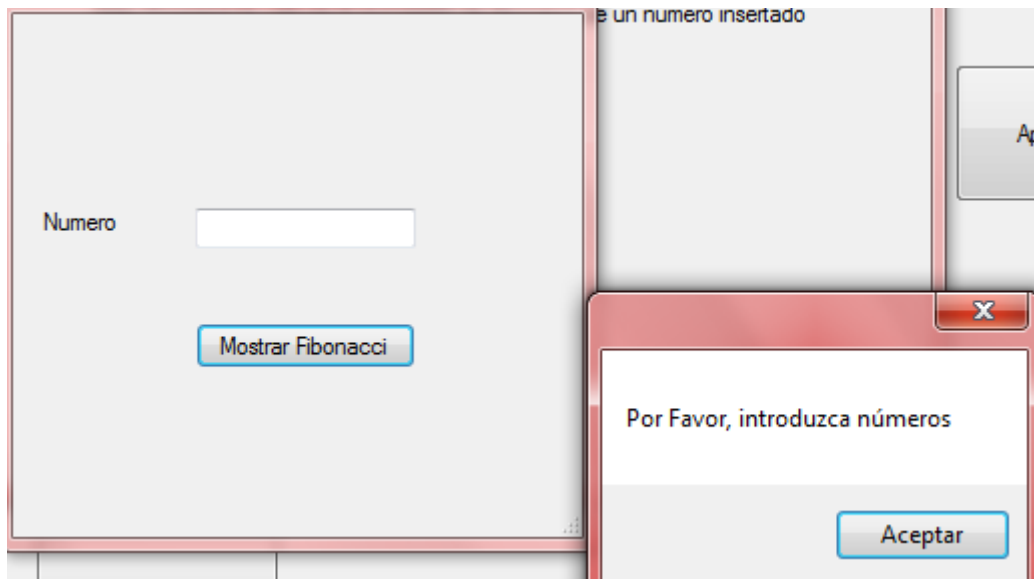 un numero insertado
Numero
Mostrar Fibonacci
Por Favor, introduzca números
Aceptar